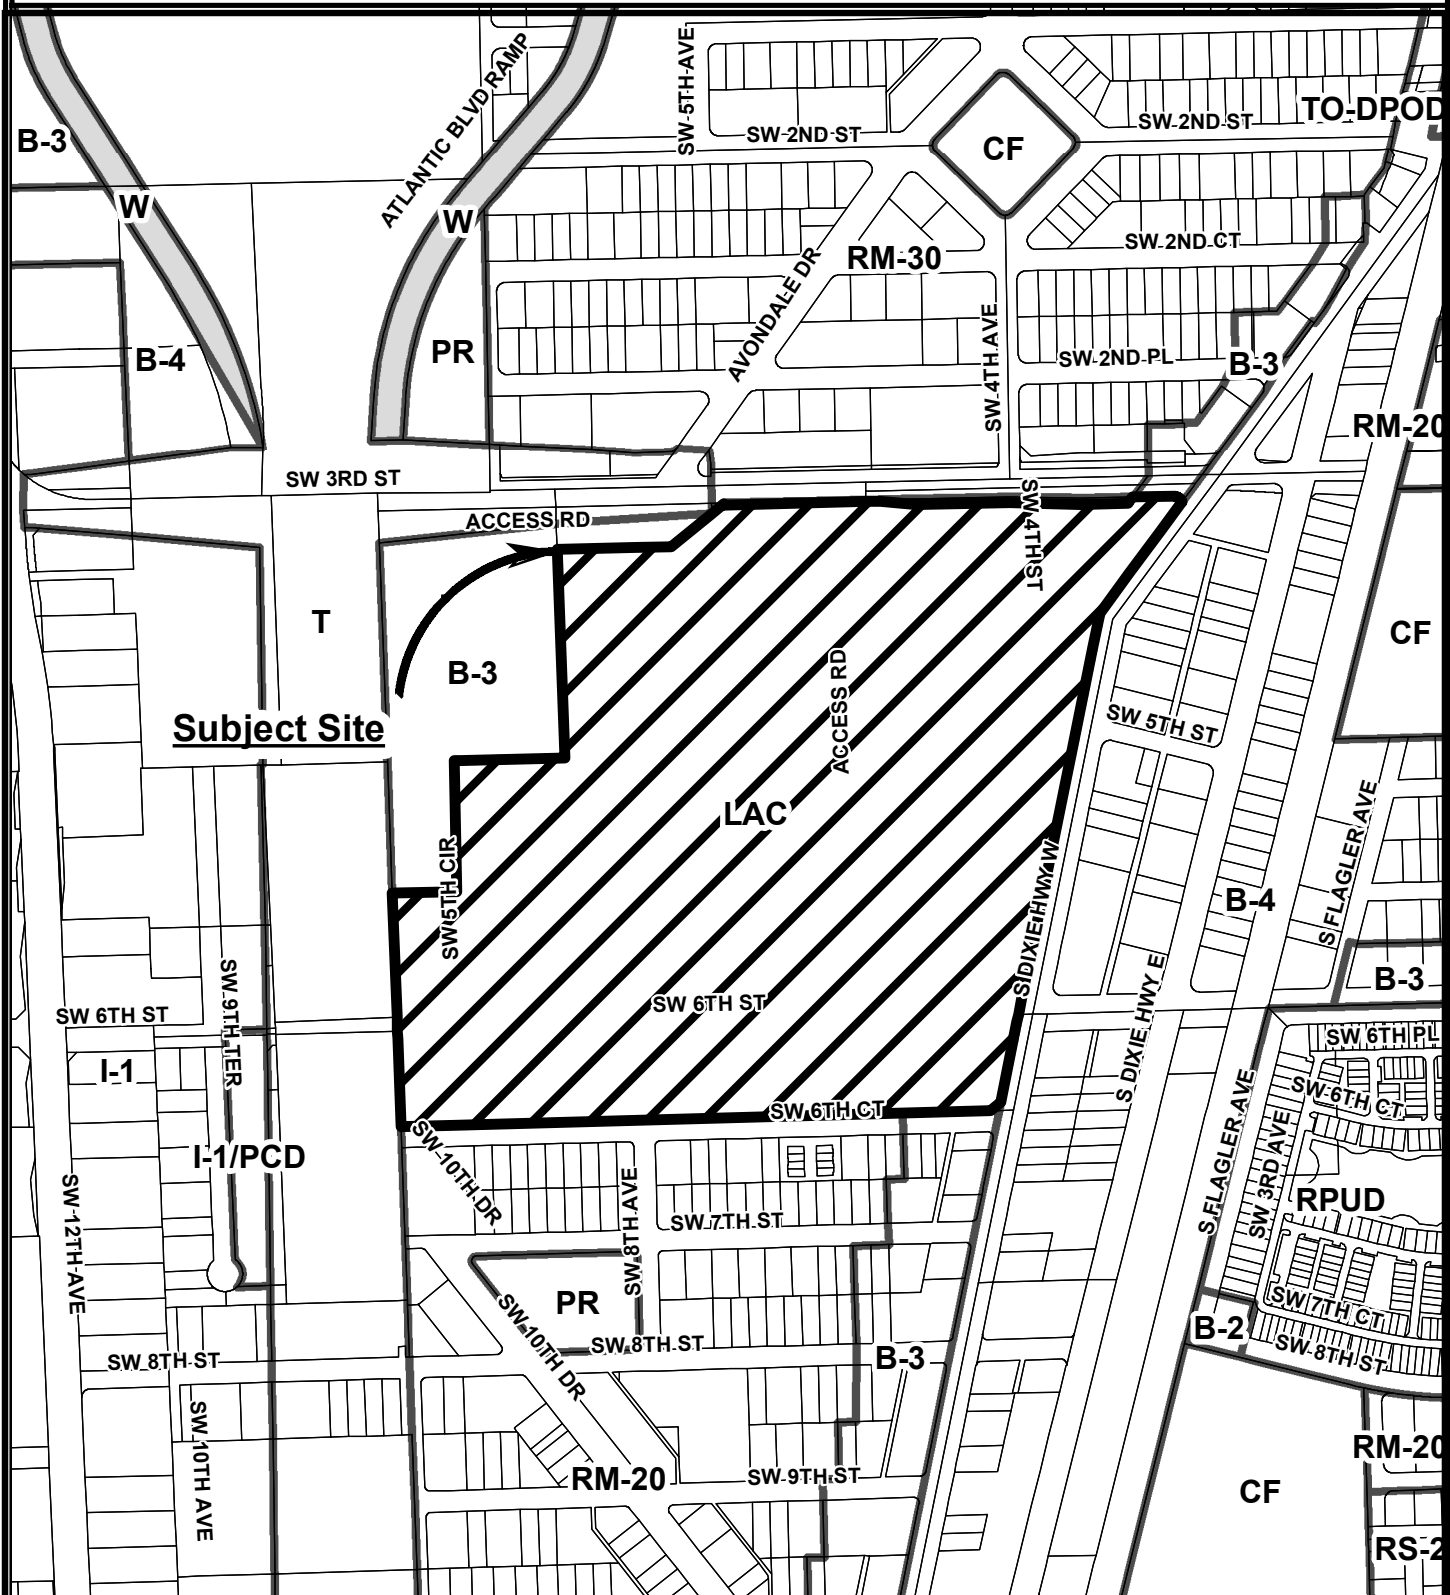 SW 5TH AVE
ATLANTIC BLVD RAMP
TO-DPOD
SW 2ND ST
SW 2ND ST
B-3
CF
W
W
SW 2ND CT
RM-30
AVONDALE DR
SW 4TH AVE
PR
B-4
SW 2ND PL
B-3
RM-20
SW 3RD ST
SW 4TH ST
ACCESS RD
T
CF
B-3
ACCESS RD
Subject Site
SW 5TH ST
LAC
S FLAGLER AVE
SW 5TH CIR
S DIXIE HWY W
B-4
B-3
SW 9TH TER
SW 6TH ST
SW 6TH ST
S DIXIE HWY E
SW 6TH PL
I-1
SW 6TH CT
SW 6TH CT
S FLAGLER AVE
SW 3RD AVE
I-1/PCD
SW 10TH DR
SW 8TH AVE
RPUD
SW 7TH ST
SW 12TH AVE
PR
SW 7TH CT
B-2
SW 10TH DR
SW 8TH ST
SW 8TH ST
SW 8TH ST
B-3
SW 10TH AVE
RM-20
RM-20
SW 9TH ST
CF
RS-2